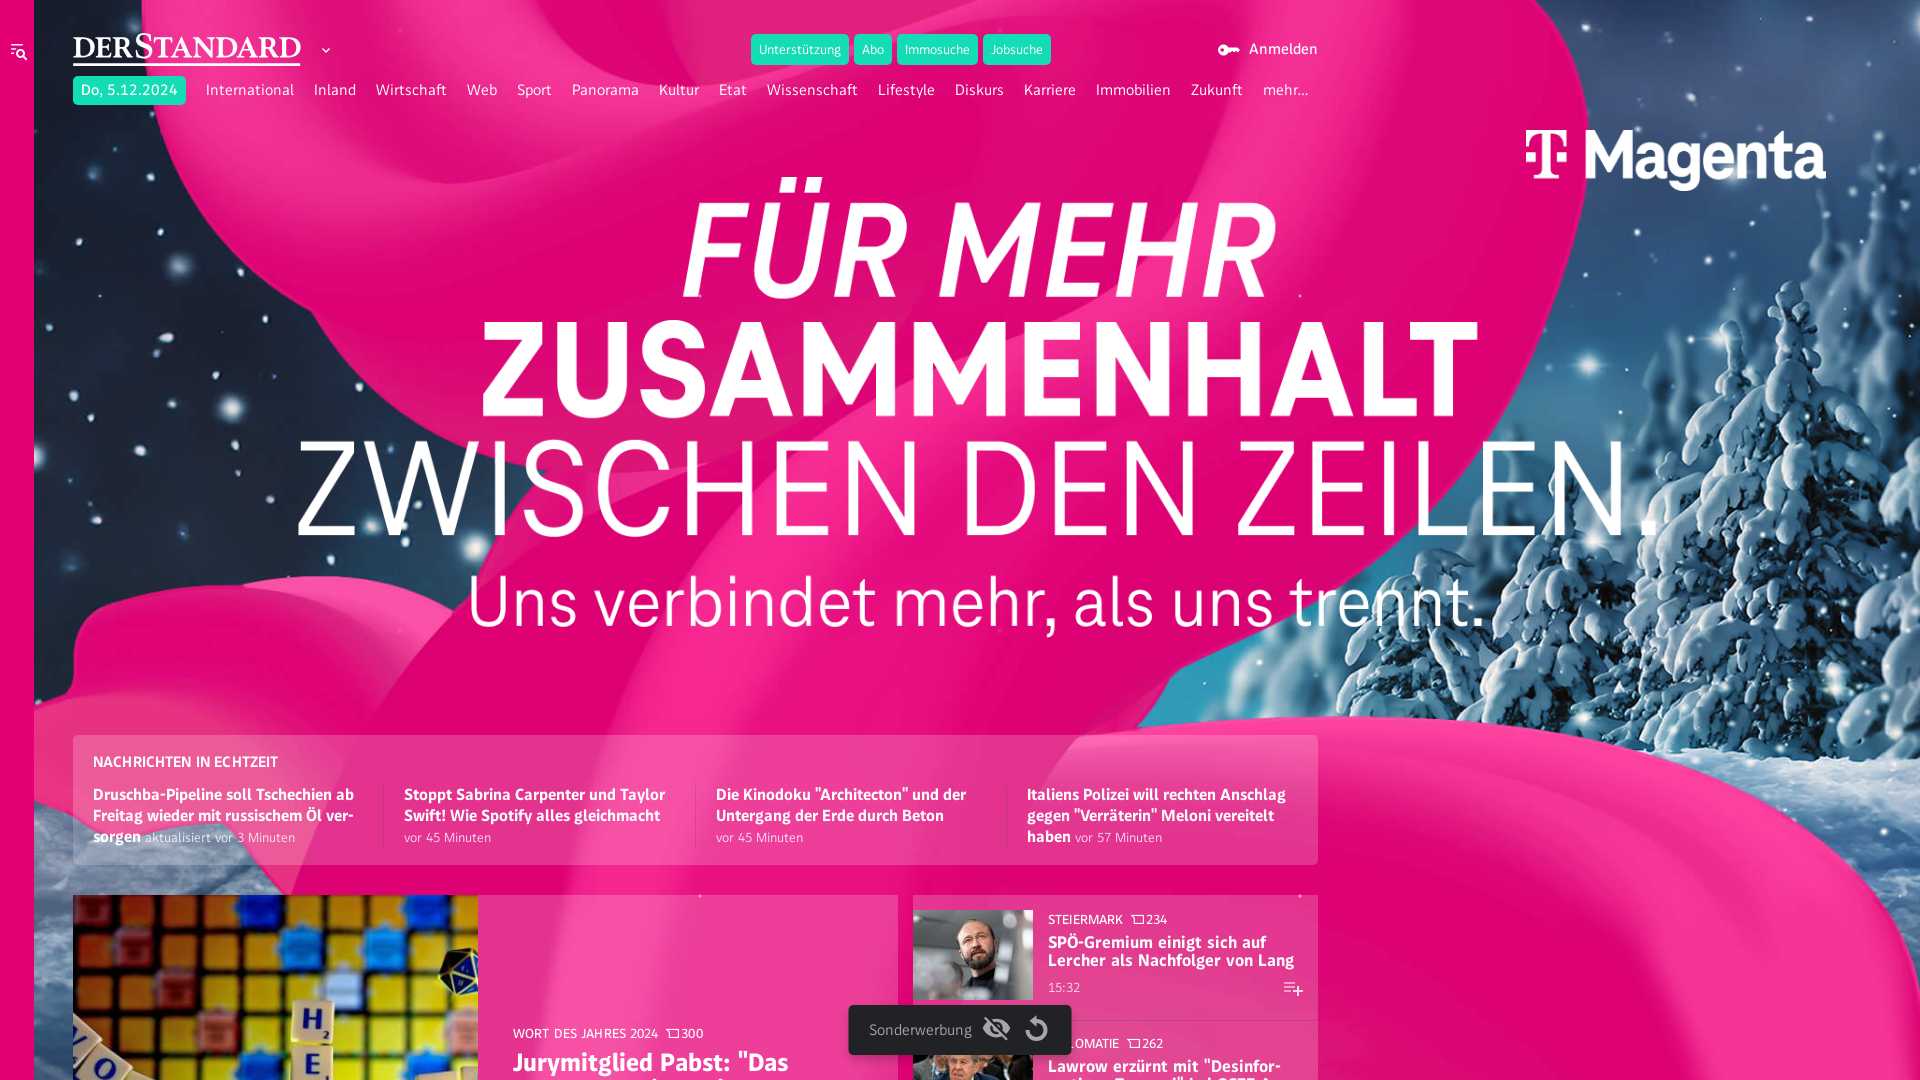 DERSTANDARD
Unterstützung Abo Immosuche Jobsuche
Anmelden
Do, 5.12.2024 International Inland Wirtschaft Web Sport Panorama Kultur Etat Wissenschaft Lifestyle Diskurs Karriere Immobilien Zukunft mehr...
T Magenta
FÜR MEHR
ZUSAMMENHALT
ZWISCHEN DEN ZEILEN.
Uns verbindet mehr, als uns trennt.
NACHRICHTEN IN ECHTZEIT
Druschba-Pipeline soll Tschechien ab
Freitag wieder mit russischem Öl ver-
sorgen aktualisiert vor 3 Minuten
Stoppt Sabrina Carpenter und Taylor
Swift! Wie Spotify alles gleichmacht
vor 45 Minuten
Die Kinodoku "Architecton" und der
Untergang der Erde durch Beton
vor 45 Minuten
Italiens Polizei will rechten Anschlag
gegen "Verräterin" Meloni vereitelt
haben vor 57 Minuten
H
2
E
O
WORT DES JAHRES 2024 300
Jurymitglied Pabst: "Das
STEIERMARK 234
SPÖ-Gremium einigt sich auf
Lercher als Nachfolger von Lang
15:32
Sonderwerbung
LOMATIE 262
Lawrow erzürnt mit "Desinfor-